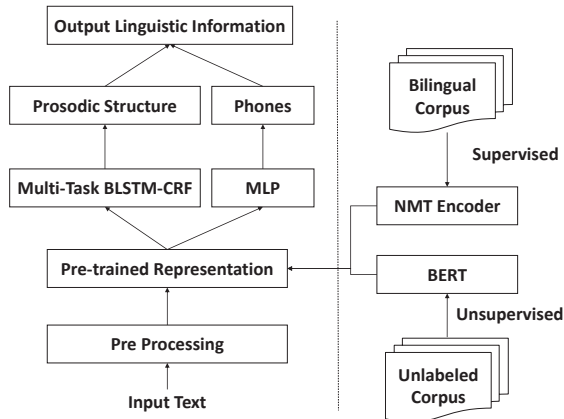 Output Linguistic Information
Prosodic Structure
Phones
Multi-Task BLSTM-CRF
MLP
Pre-trained Representation
Pre Processing
Input Text
Bilingual
Corpus
Supervised
NMT Encoder
BERT
Unsupervised
Unlabeled
Corpus